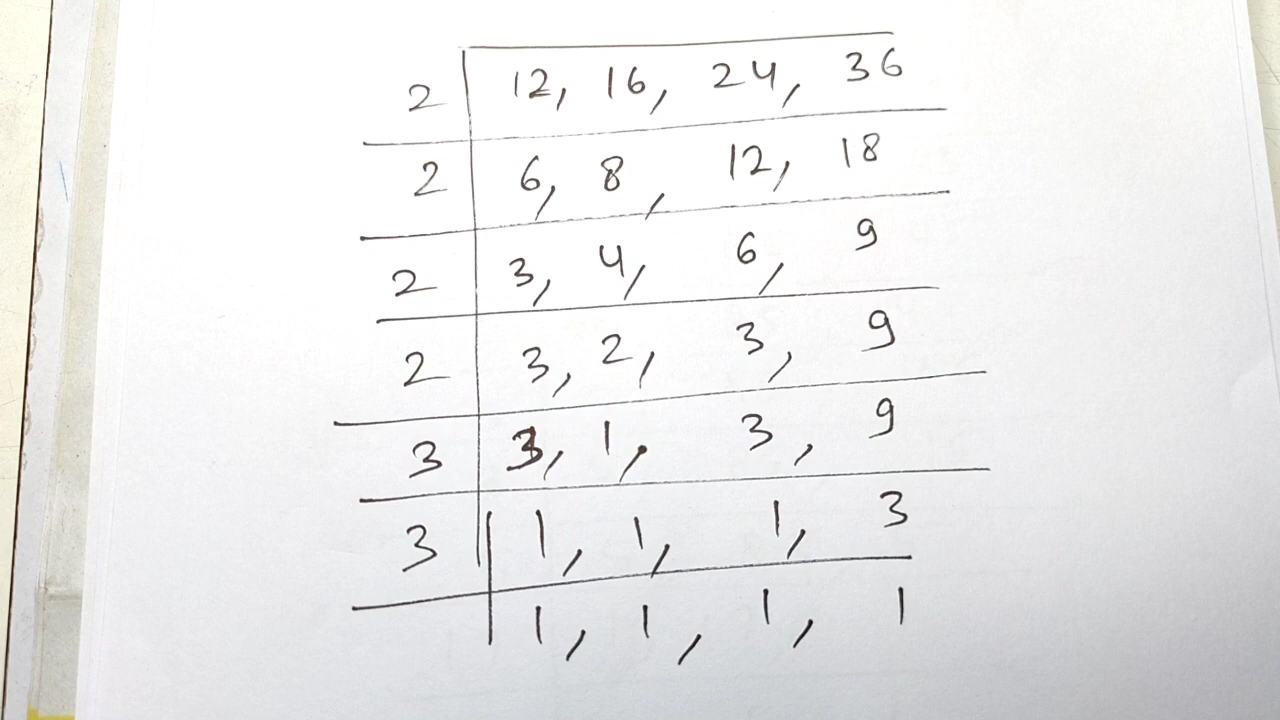 2 12, 16, 24, 36
2 6, 8, 12, 18
2 3, 4, 6, 9
2 3, 2, 3, 9
3 3, 1, 3, 9
3 1, 1, 1, 3
1, 1, 1, 1